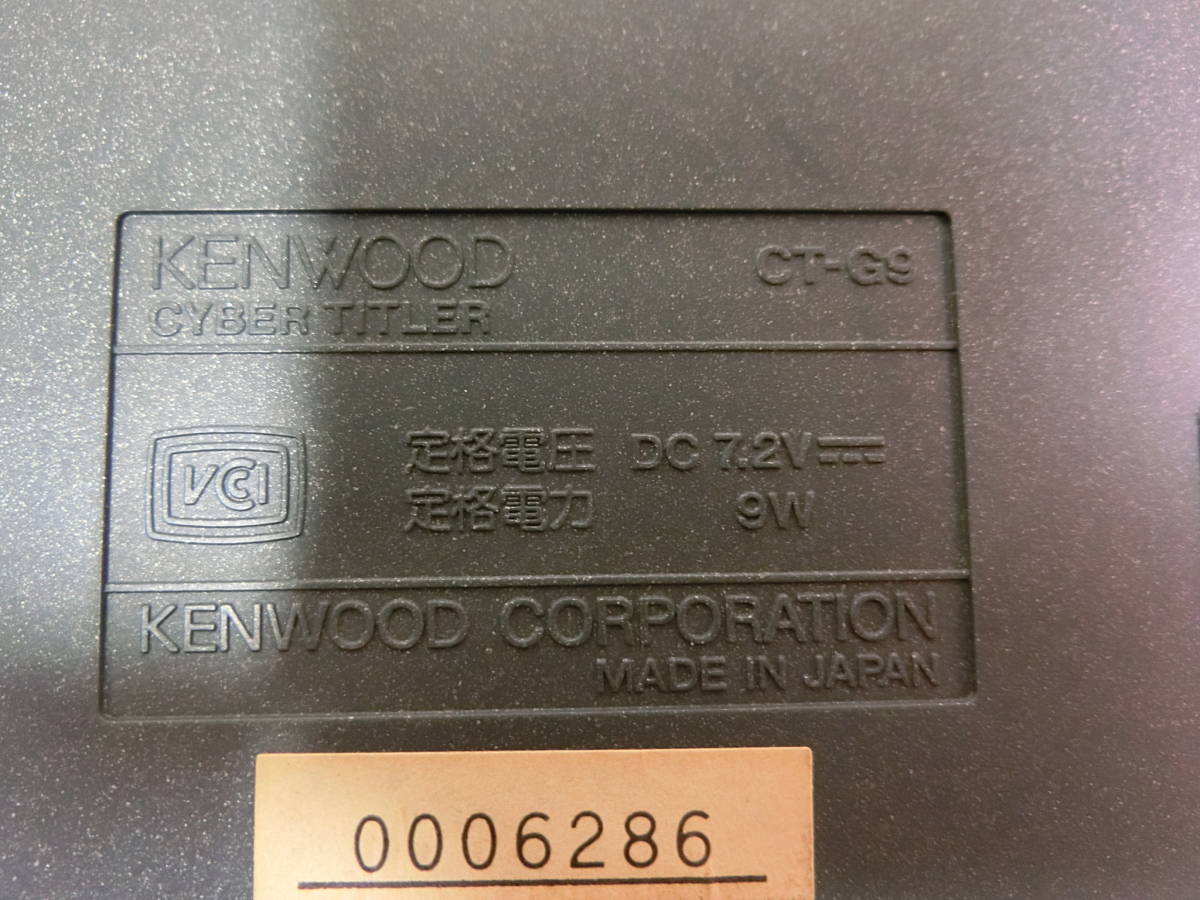 KENWOOD CT-G9
CYBER TITLER
VCI
定格電圧 DC 7.2V
定格電力 9W
KENWOOD CORPORATION
MADE IN JAPAN
0006286